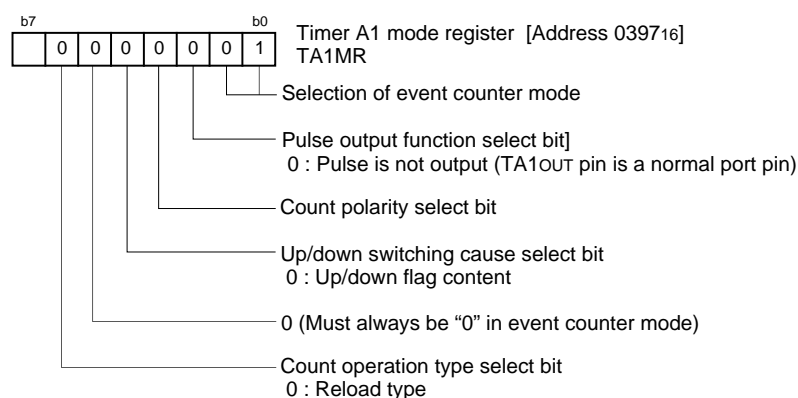 b7 b0
0 0 0 0 0 0 1
Timer A1 mode register [Address 039716]
TA1MR
Selection of event counter mode
Pulse output function select bit]
0 : Pulse is not output (TA1OUT pin is a normal port pin)
Count polarity select bit
Up/down switching cause select bit
0 : Up/down flag content
0 (Must always be “0” in event counter mode)
Count operation type select bit
0 : Reload type